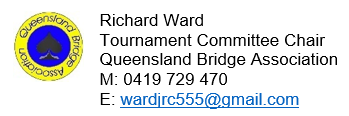 Queensland Bridge Association
Richard Ward
Tournament Committee Chair
Queensland Bridge Association
M: 0419 729 470
E: wardjrc555@gmail.com